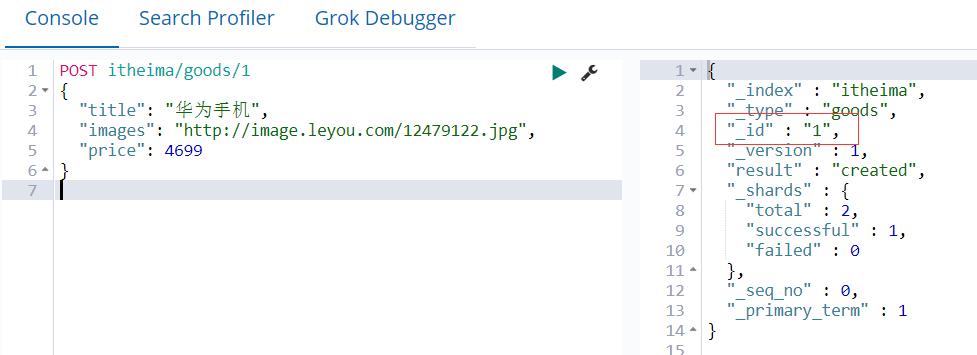 Console Search Profiler Grok Debugger
1 POST itheima/goods/1
2 {
3 "title": "华为手机",
4 "images": "http://image.leyou.com/12479122.jpg",
5 "price": 4699
6 }
7
1 {
2 "_index" : "itheima",
3 "_type" : "goods",
4 "_id" : "1",
5 "_version" : 1,
6 "result" : "created",
7 "_shards" : {
8 "total" : 2,
9 "successful" : 1,
10 "failed" : 0
11 },
12 "_seq_no" : 0,
13 "_primary_term" : 1
14 }
15